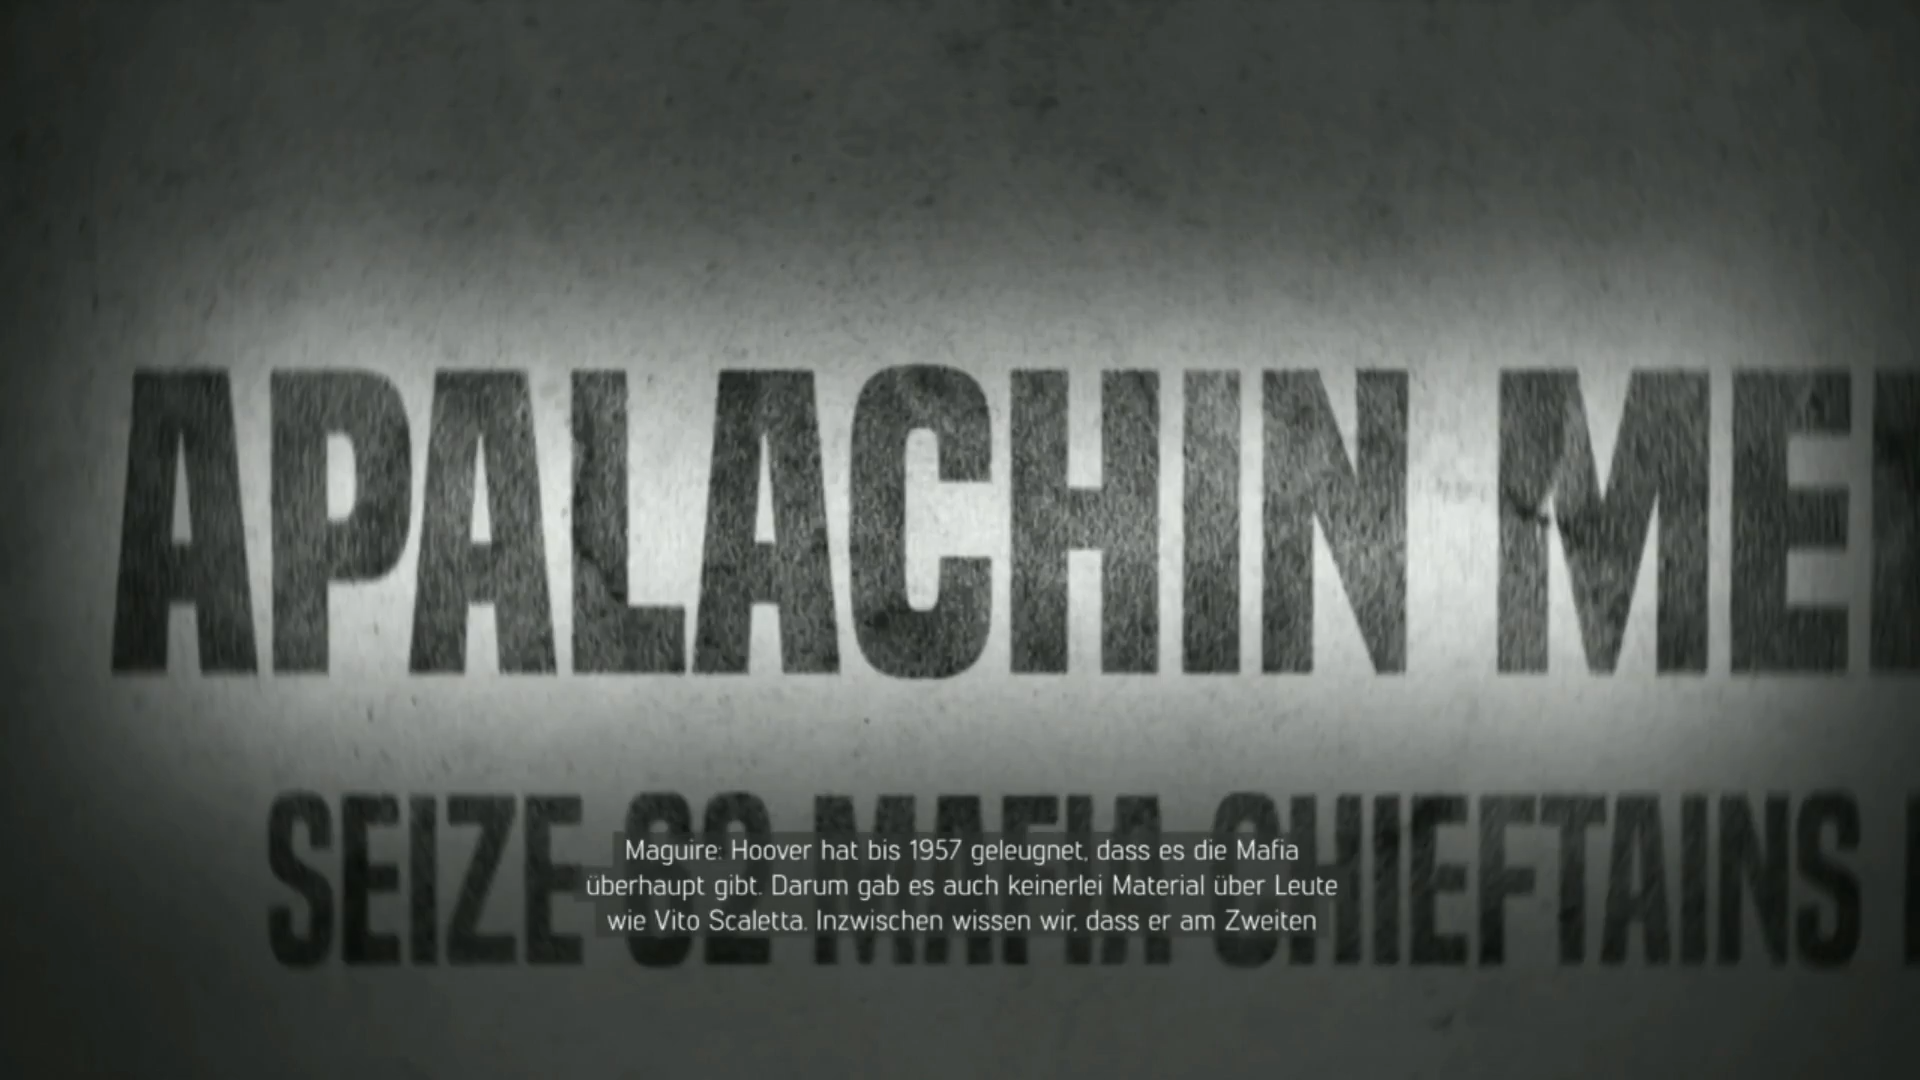 APALACHIN
SEIZE 62 MAFIA CHIEFTAINS
Maguire: Hoover hat bis 1957 geleugnet, dass es die Mafia
überhaupt gibt. Darum gab es auch keinerlei Material über Leute
wie Vito Scaletta. Inzwischen wissen wir, dass er am Zweiten